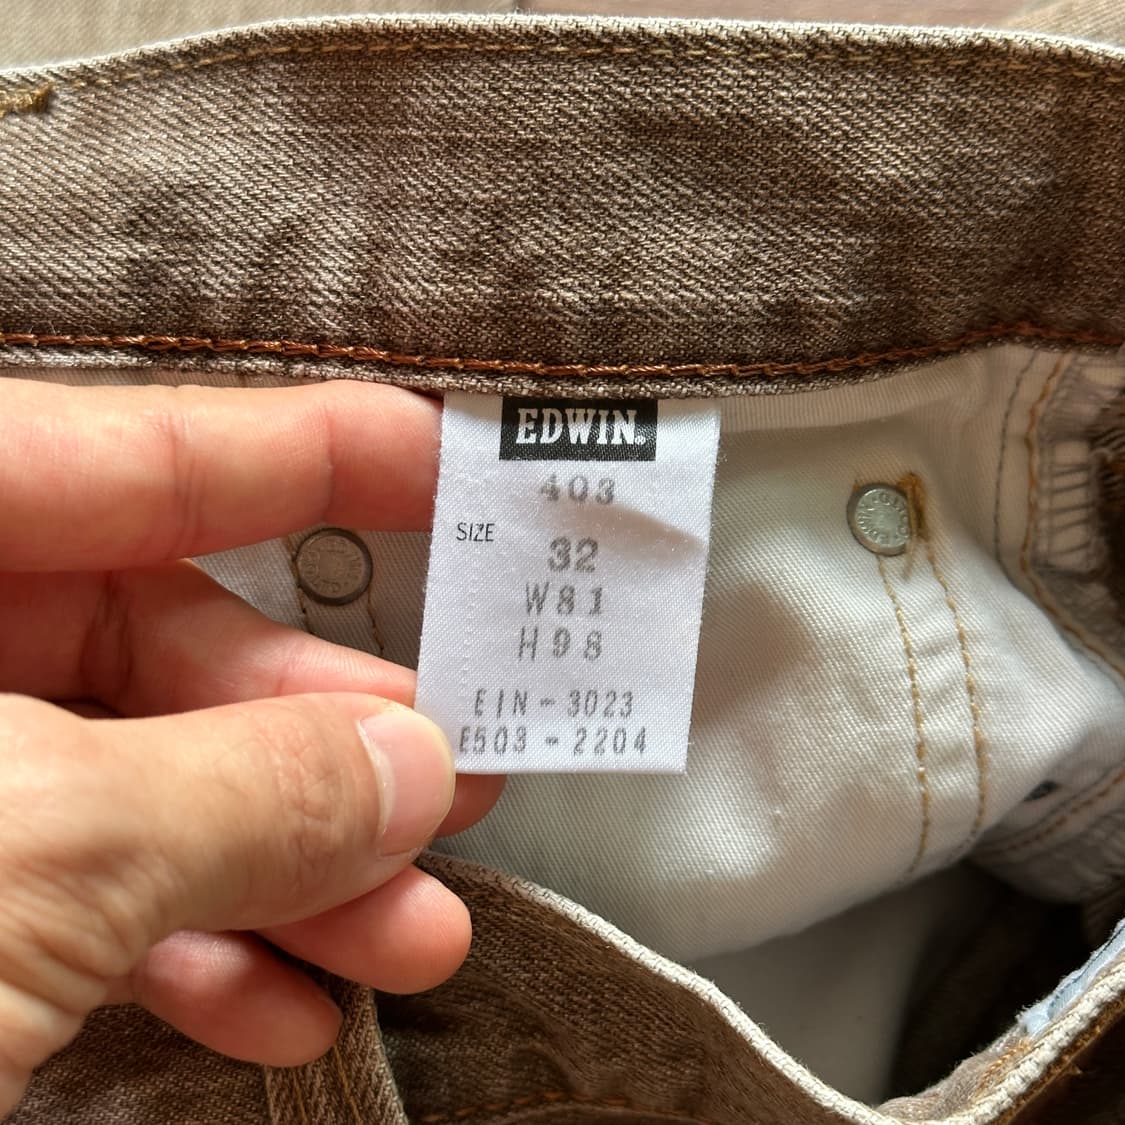 EDWIN.
403
SIZE
32
W81
H98
EIN-3023
E503-2204